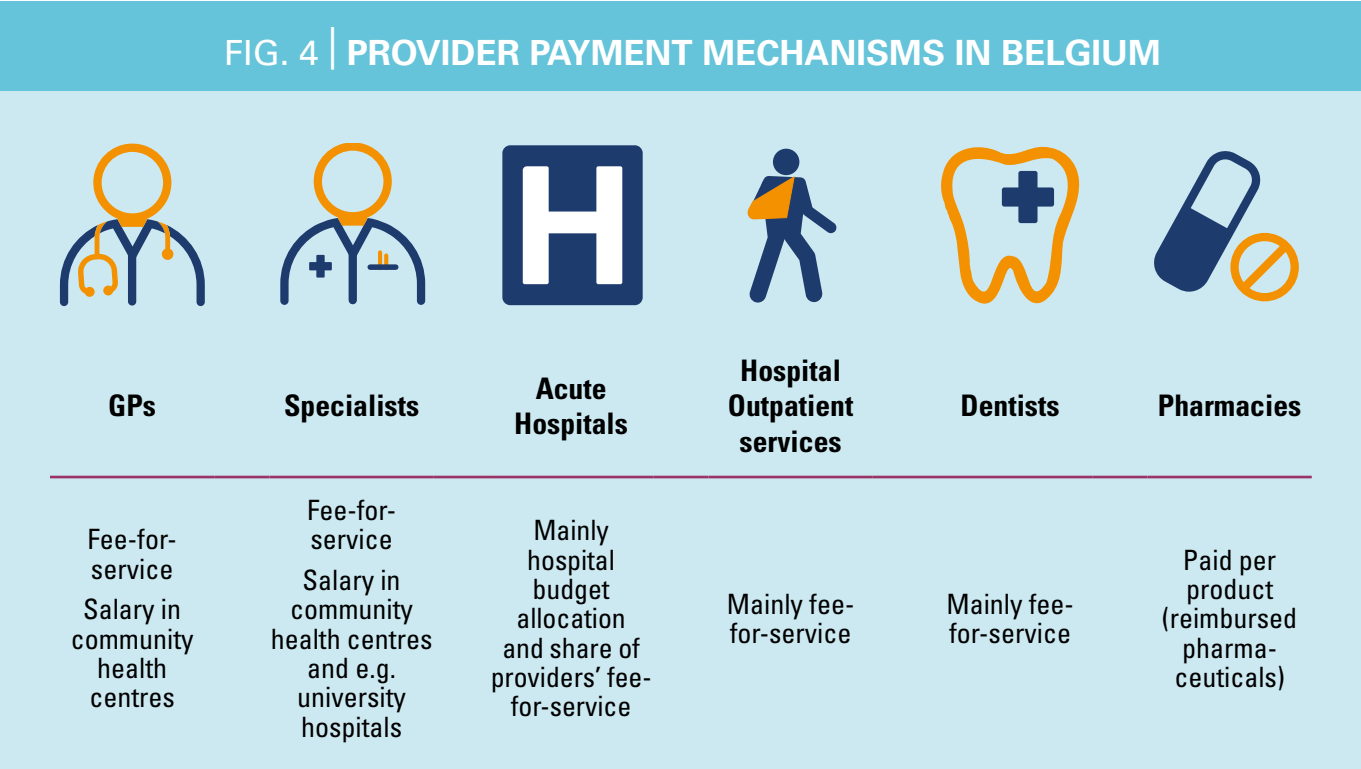 FIG. 4 | PROVIDER PAYMENT MECHANISMS IN BELGIUM
H
GPs
Specialists
Acute
Hospitals
Hospital
Outpatient
services
Dentists
Pharmacies
Fee-for-
service
Salary in
community
health
centres
Fee-for-
service
Salary in
community
health centres
and e.g.
university
hospitals
Mainly
hospital
budget
allocation
and share of
providers’ fee-
for-service
Mainly fee-
for-service
Mainly fee-
for-service
Paid per
product
(reimbursed
pharma-
ceuticals)